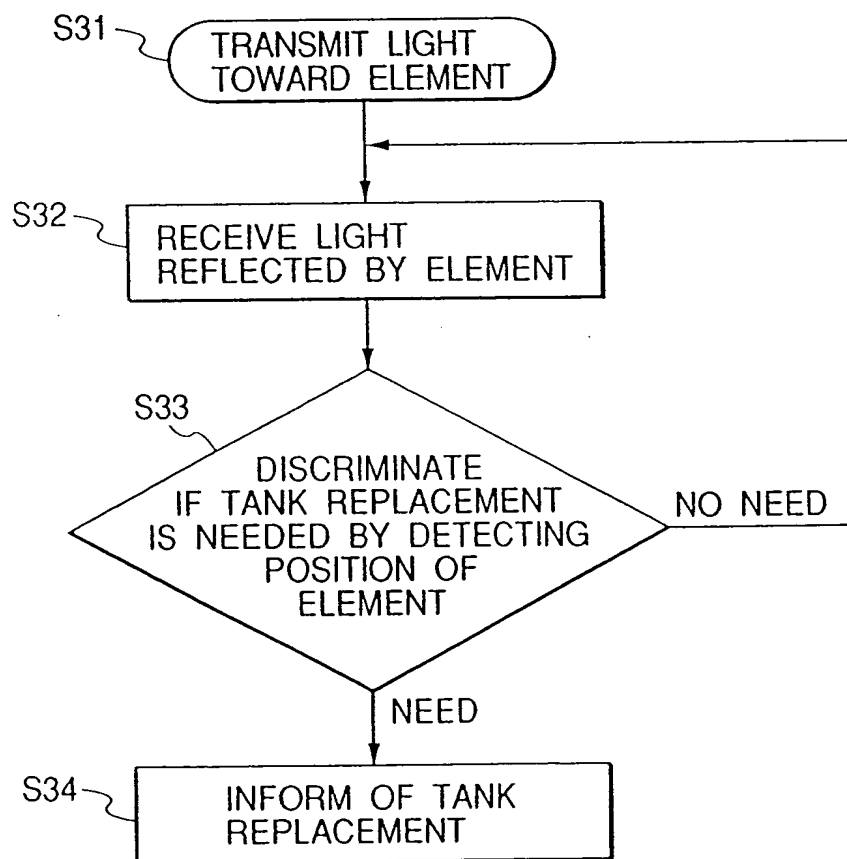 S31
TRANSMIT LIGHT
TOWARD ELEMENT
S32
RECEIVE LIGHT
REFLECTED BY ELEMENT
S33
DISCRIMINATE
IF TANK REPLACEMENT
IS NEEDED BY DETECTING
POSITION OF
ELEMENT
NO NEED
NEED
S34
INFORM OF TANK
REPLACEMENT